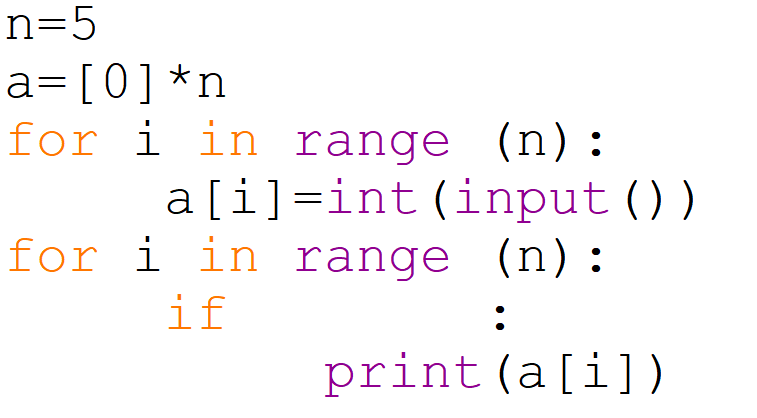 n=5
a=[0]*n
for i in range (n):
     a[i]=int(input())
for i in range (n):
     if        :
          print(a[i])